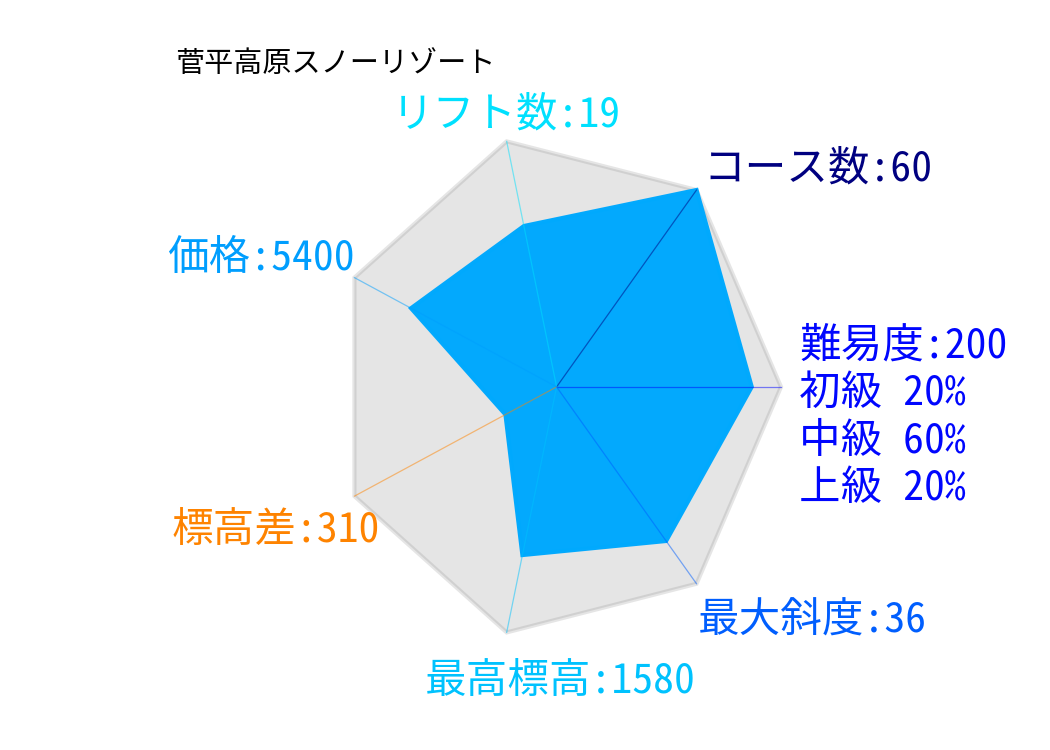 菅平高原スノーリゾート
リフト数:19
コース数:60
価格:5400
難易度:200
初級 20%
中級 60%
上級 20%
標高差:310
最大斜度:36
最高標高:1580